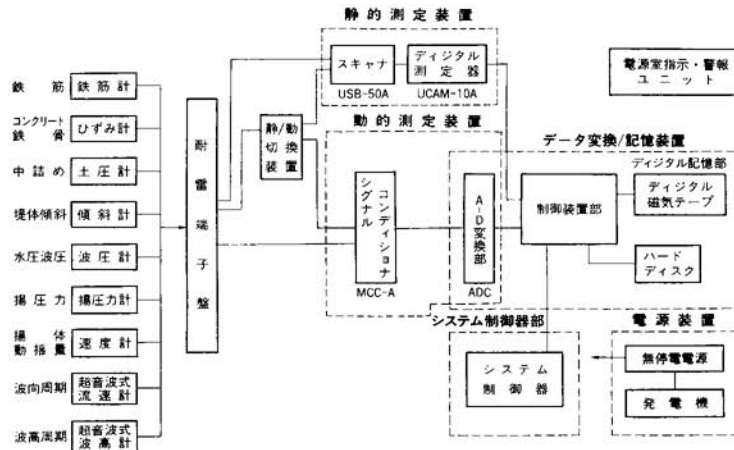 静的測定装置
スキャナ
USB-50A
ディジタル
測定器
UCAM-10A
電源室指示・警報
ユニット
鉄筋
鉄筋計
コンクリート
鉄骨
ひずみ計
中詰め
土圧計
堤体傾斜
傾斜計
水圧波圧
波圧計
揚圧力
揚圧力計
揚体
動揺量
速度計
波向周期
超音波式
流速計
波高周期
超音波式
波高計
耐雷端子盤
静/動
切換
装置
動的測定装置
シグナル
コンディショナ
MCC-A
A-D変換部
ADC
データ変換/記憶装置
ディジタル記憶部
制御装置部
ディジタル
磁気テープ
ハード
ディスク
システム制御器部
システム
制御器
電源装置
無停電電源
発電機